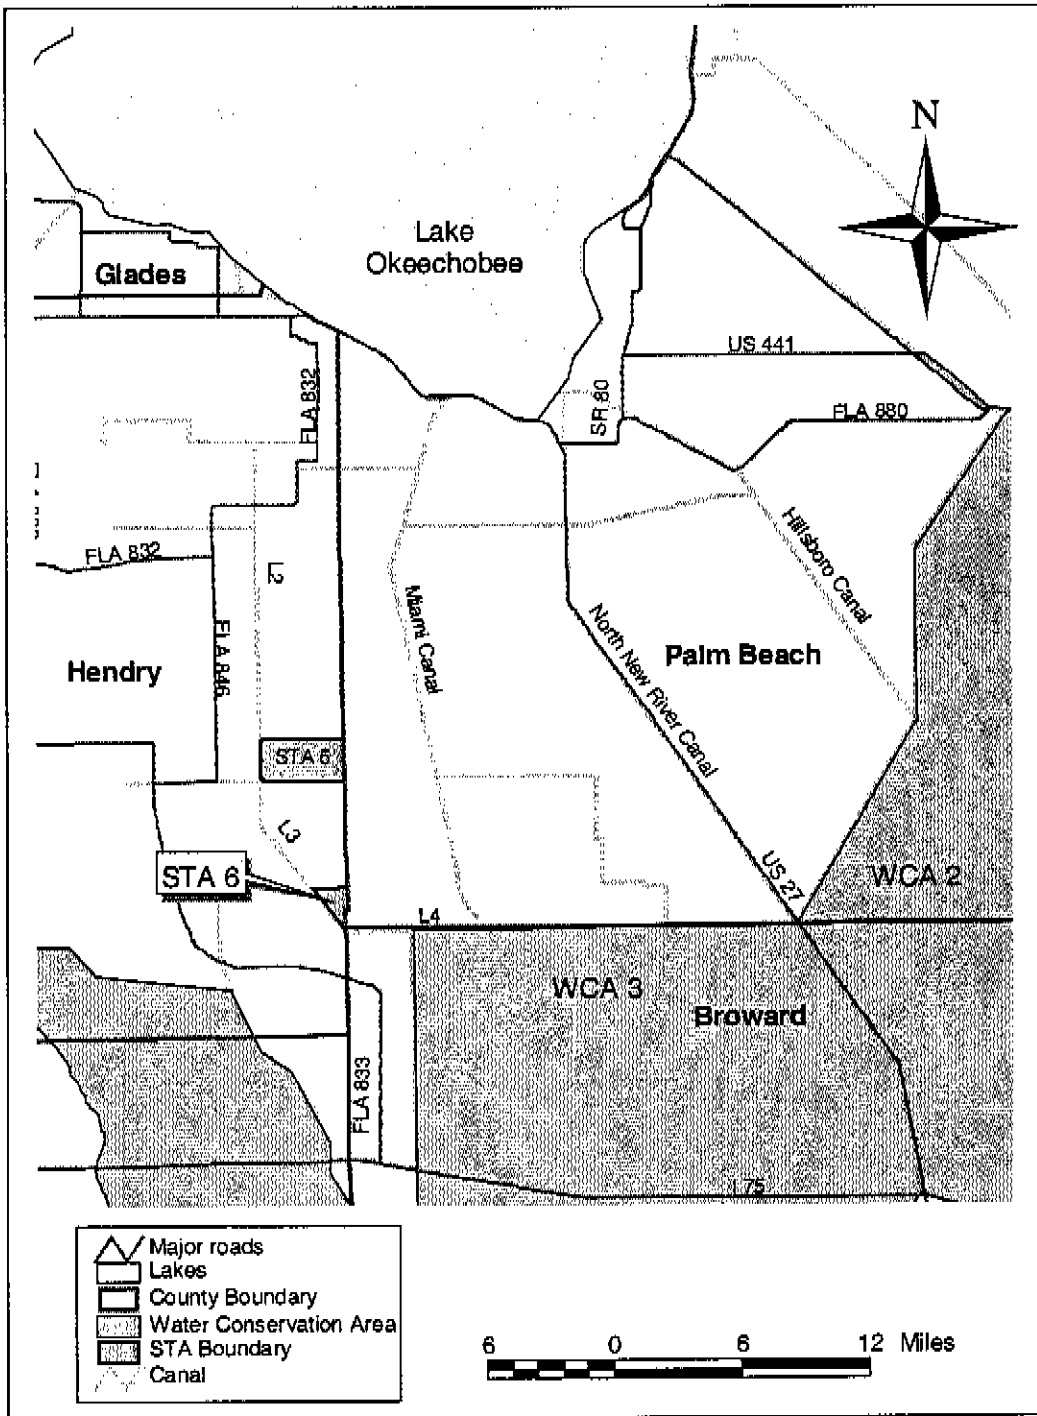 N
Lake
Okeechobee
Glades
US 441
FLA 832
SR 80
FLA 880
Hillsboro Canal
FLA 832
L2
Miami Canal
North New River Canal
FLA 846
Palm Beach
Hendry
STA 5
L3
STA 6
US 27
WCA 2
L4
WCA 3
Broward
FLA 833
I 75
Major roads
Lakes
County Boundary
Water Conservation Area
STA Boundary
Canal
6 0 6 12 Miles